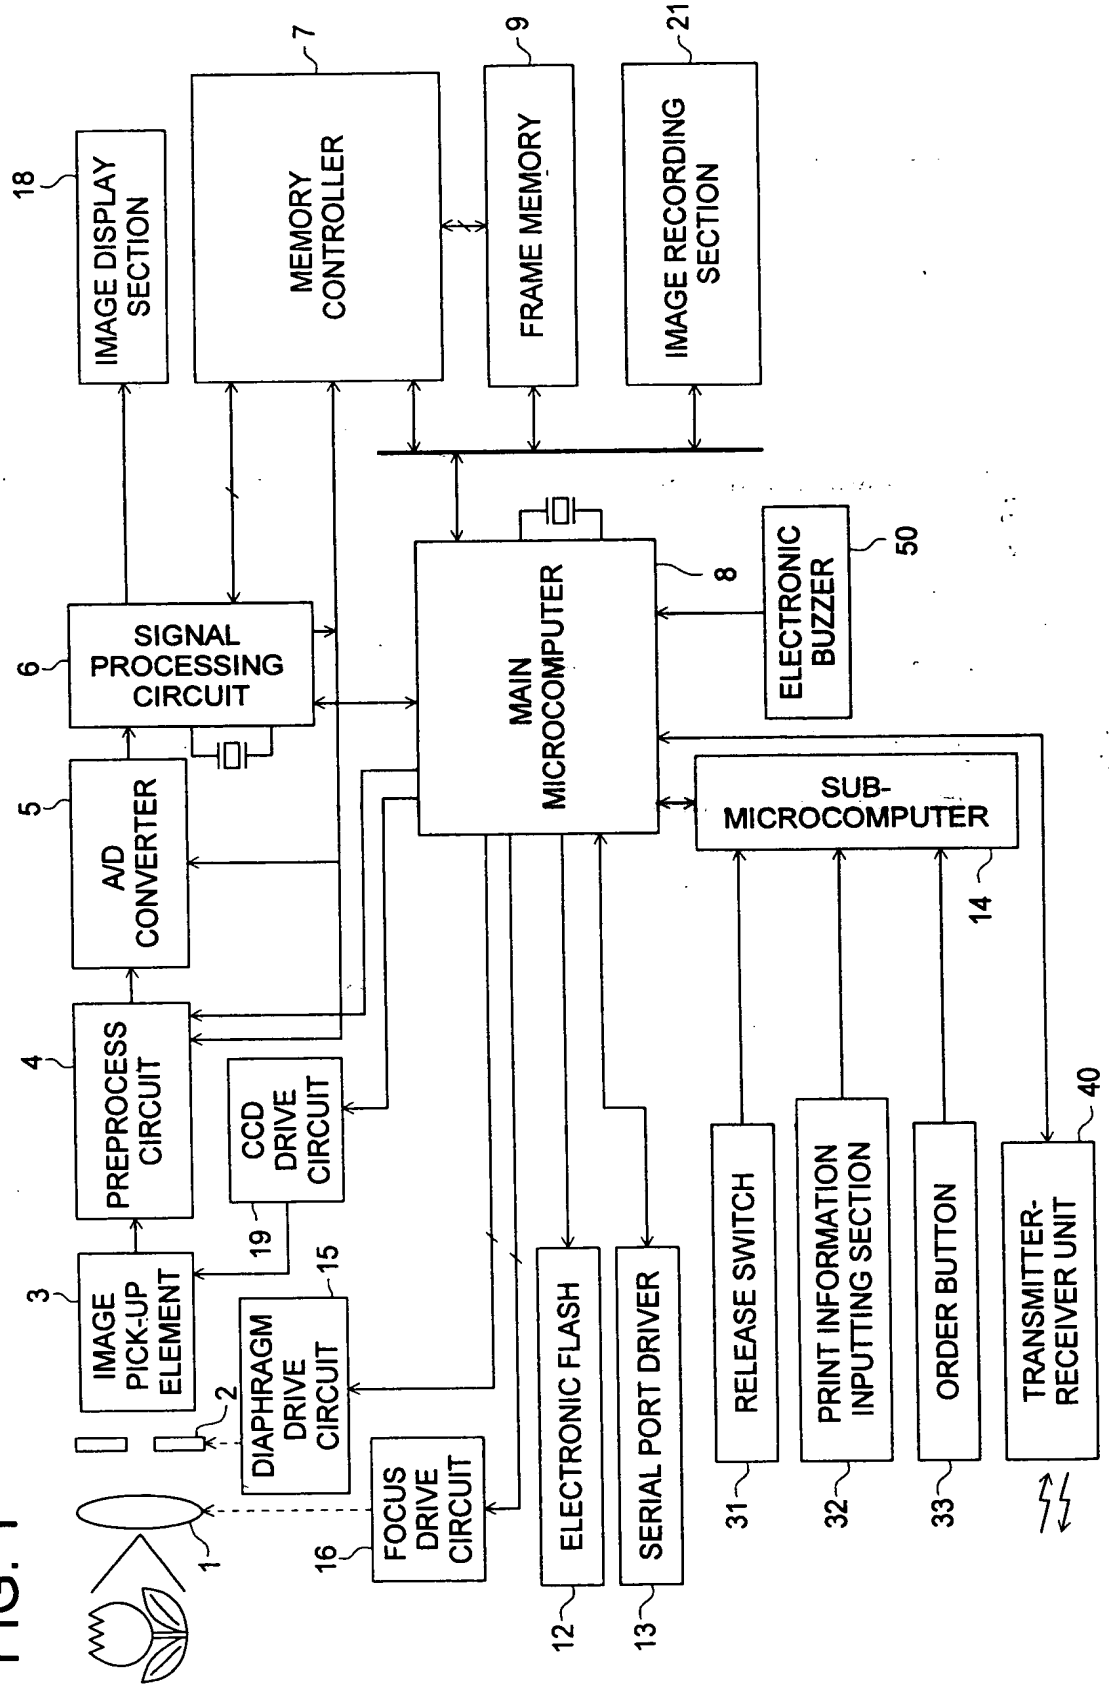 FIG. 1
1
2
3
IMAGE
PICK-UP
ELEMENT
4
PREPROCESS
CIRCUIT
5
A/D
CONVERTER
6
SIGNAL
PROCESSING
CIRCUIT
18
IMAGE DISPLAY
SECTION
7
MEMORY
CONTROLLER
9
FRAME MEMORY
21
IMAGE RECORDING
SECTION
19
CCD
DRIVE
CIRCUIT
15
DIAPHRAGM
DRIVE
CIRCUIT
16
FOCUS
DRIVE
CIRCUIT
MAIN
MICROCOMPUTER
8
ELECTRONIC
BUZZER
50
SUB-
MICROCOMPUTER
14
12
ELECTRONIC FLASH
13
SERIAL PORT DRIVER
31
RELEASE SWITCH
32
PRINT INFORMATION
INPUTTING SECTION
33
ORDER BUTTON
TRANSMITTER-
RECEIVER UNIT
40